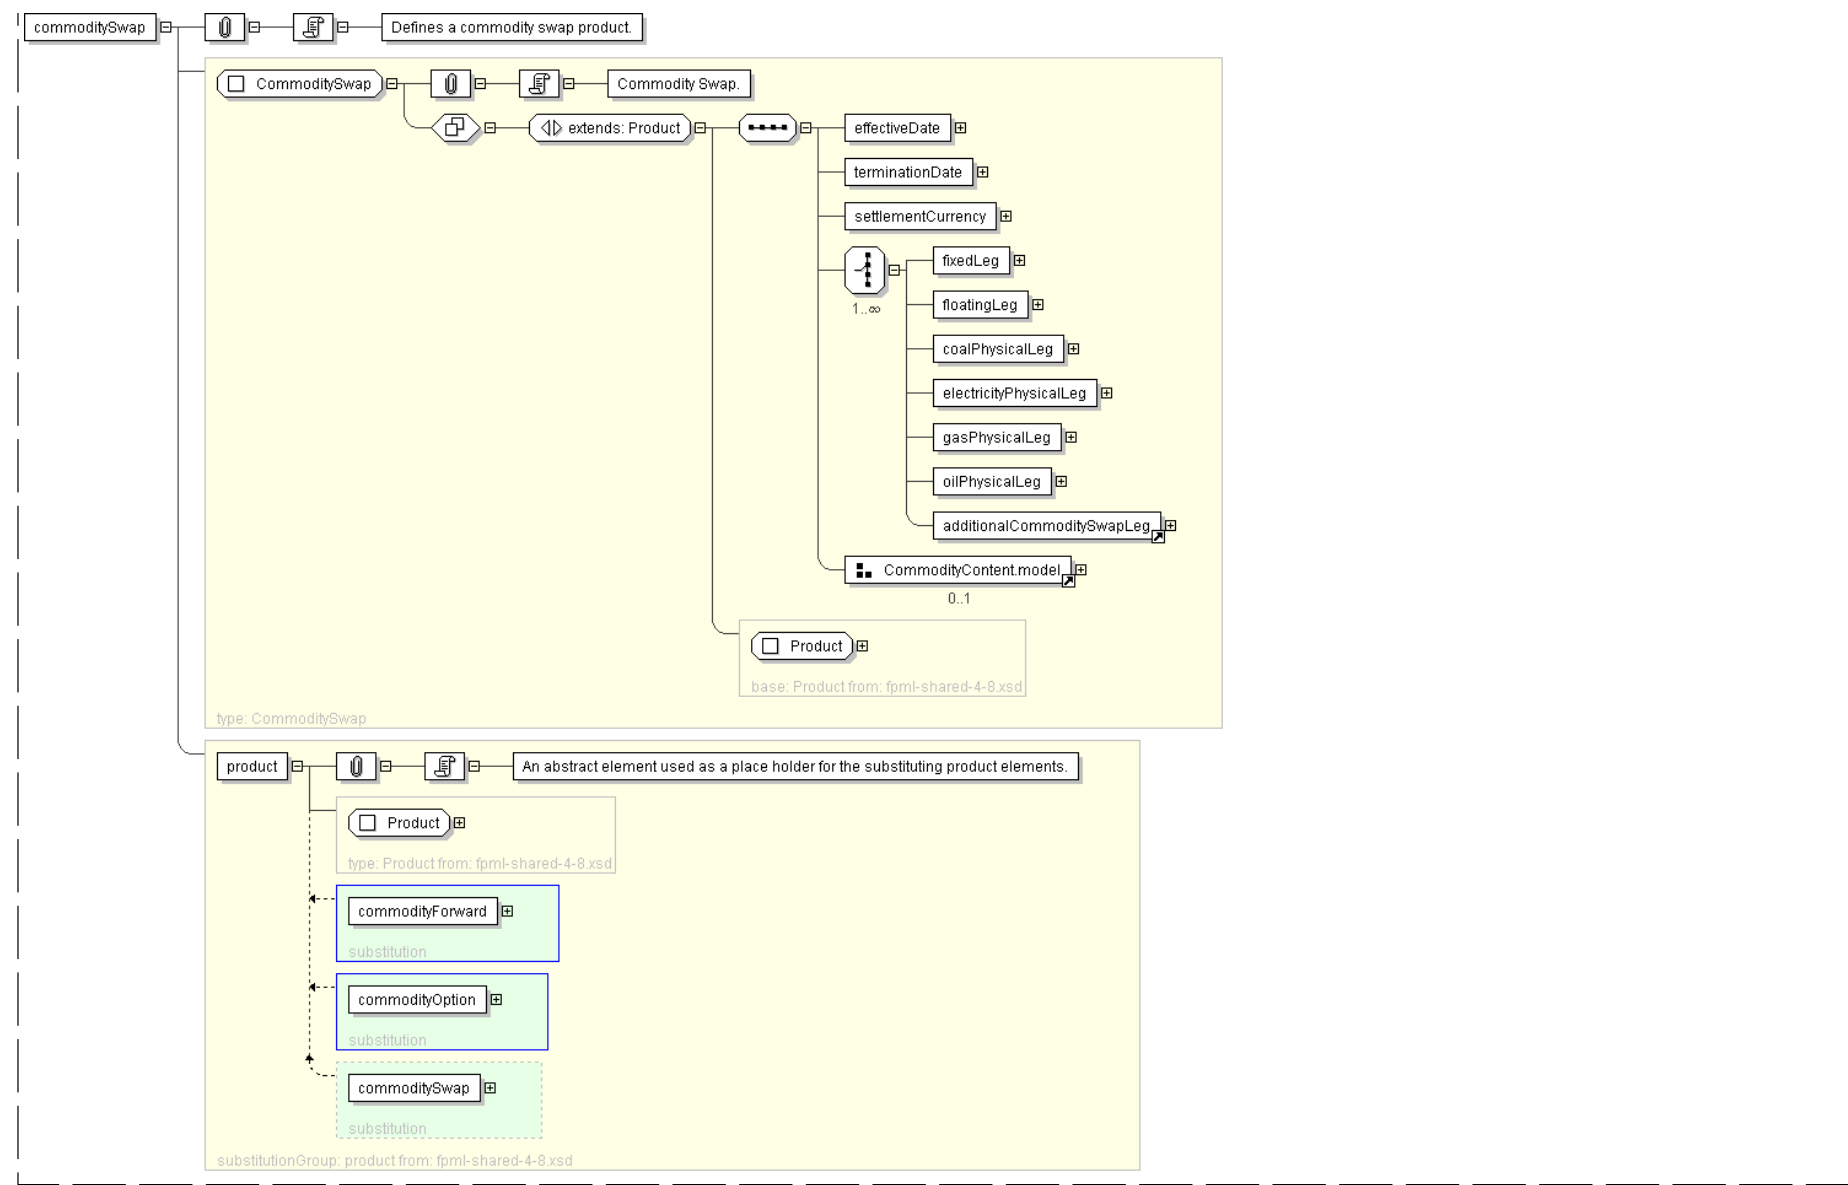 commoditySwap
Defines a commodity swap product.
CommoditySwap
Commodity Swap.
extends: Product
effectiveDate
terminationDate
settlementCurrency
fixedLeg
1..∞
floatingLeg
coalPhysicalLeg
electricityPhysicalLeg
gasPhysicalLeg
oilPhysicalLeg
additionalCommoditySwapLeg
CommodityContent.model
0..1
Product
base: Product from: fpml-shared-4-8.xsd
type: CommoditySwap
product
An abstract element used as a place holder for the substituting product elements.
Product
type: Product from: fpml-shared-4-8.xsd
commodityForward
substitution
commodityOption
substitution
commoditySwap
substitution
substitutionGroup: product from: fpml-shared-4-8.xsd